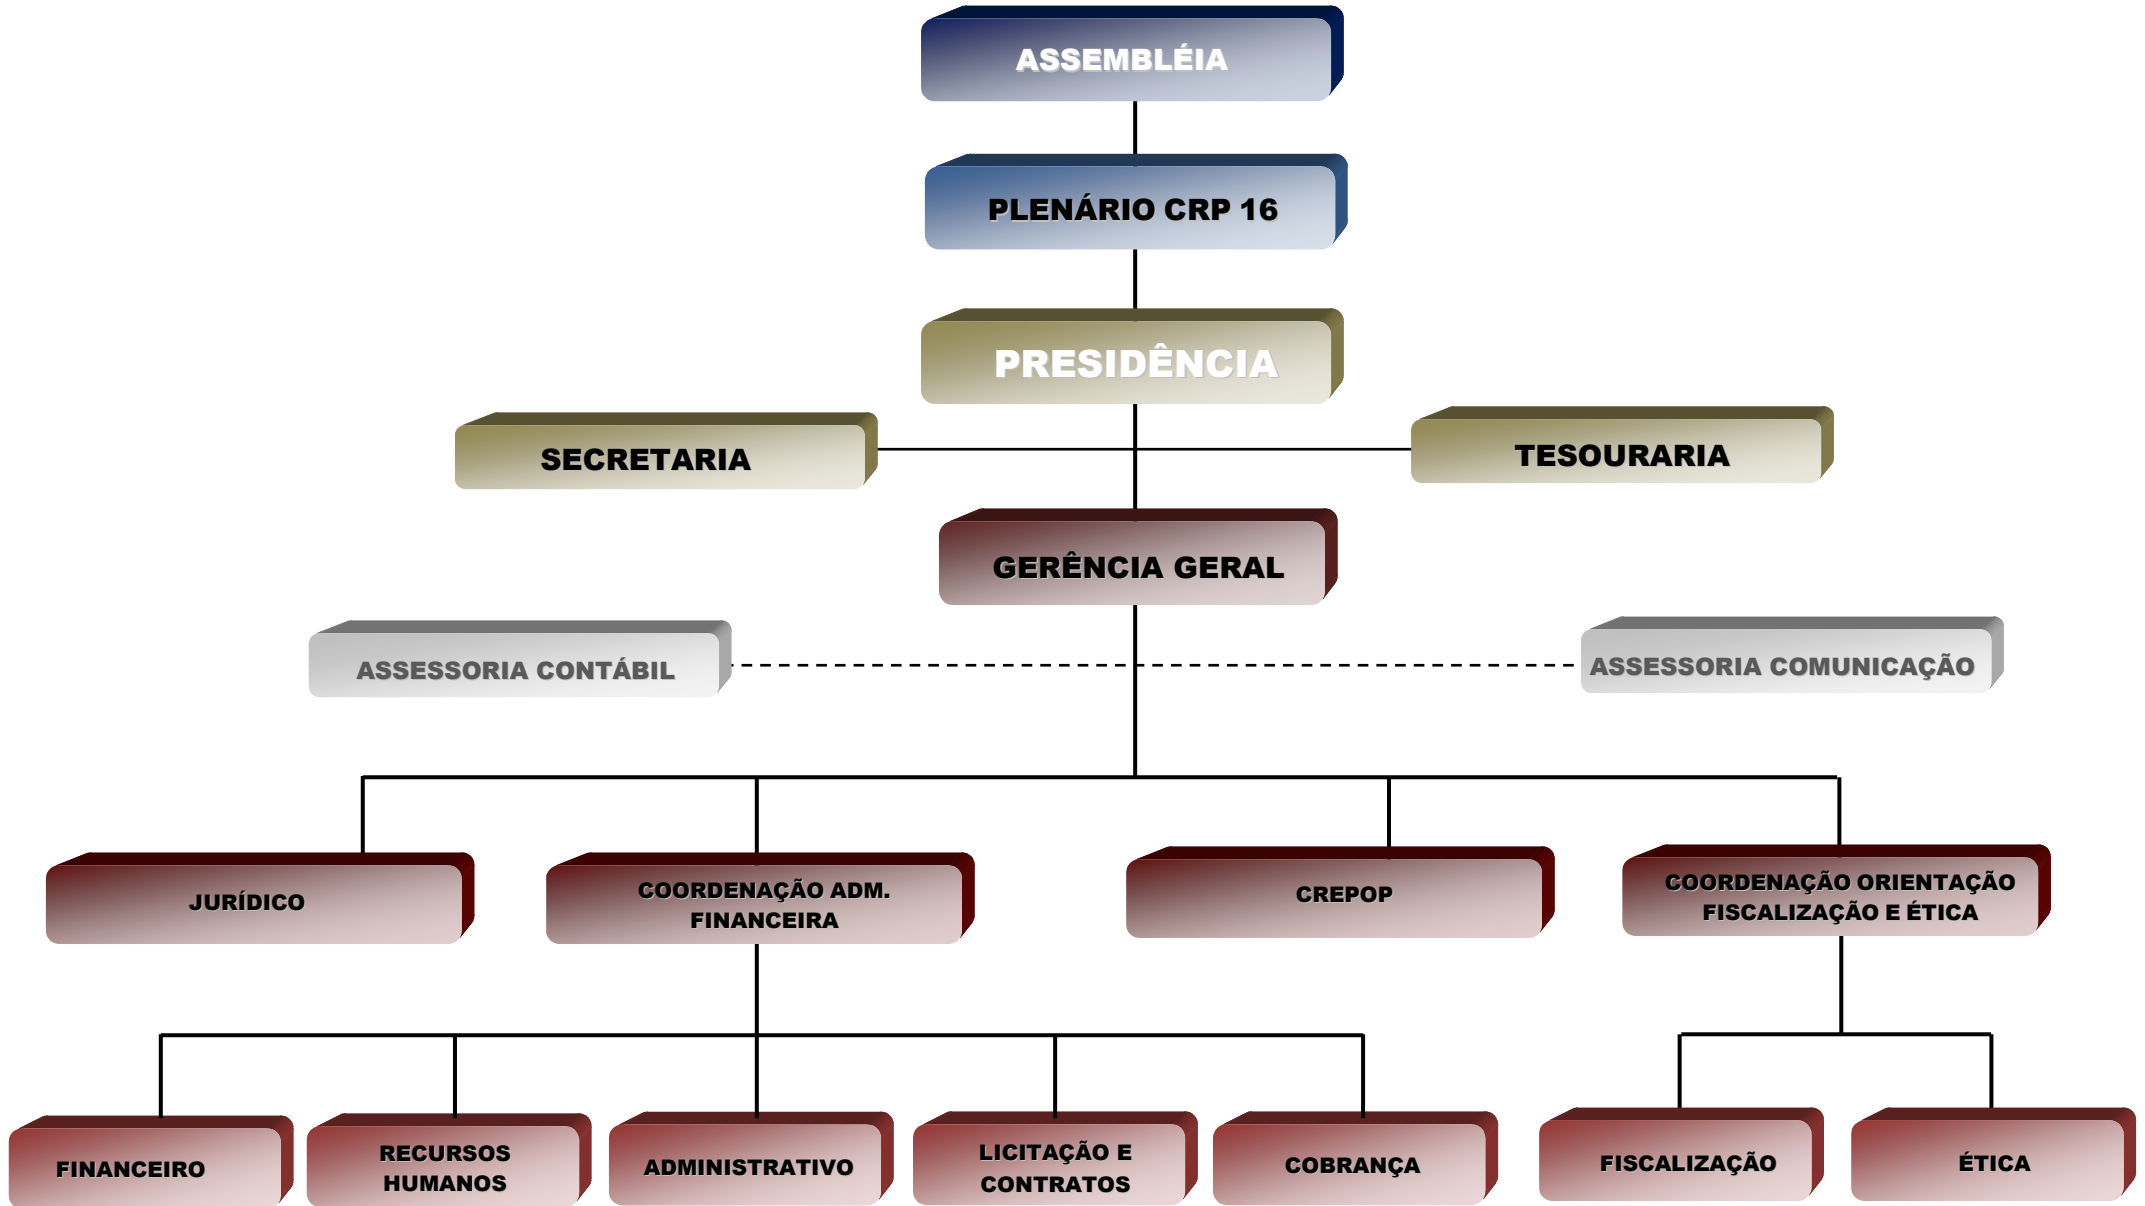 ASSEMBLÉIA
PLENÁRIO CRP 16
PRESIDÊNCIA
SECRETARIA
TESOURARIA
GERÊNCIA GERAL
ASSESSORIA CONTÁBIL
ASSESSORIA COMUNICAÇÃO
JURÍDICO
COORDENAÇÃO ADM.
FINANCEIRA
CREPOP
COORDENAÇÃO ORIENTAÇÃO
FISCALIZAÇÃO E ÉTICA
FINANCEIRO
RECURSOS
HUMANOS
ADMINISTRATIVO
LICITAÇÃO E
CONTRATOS
COBRANÇA
FISCALIZAÇÃO
ÉTICA